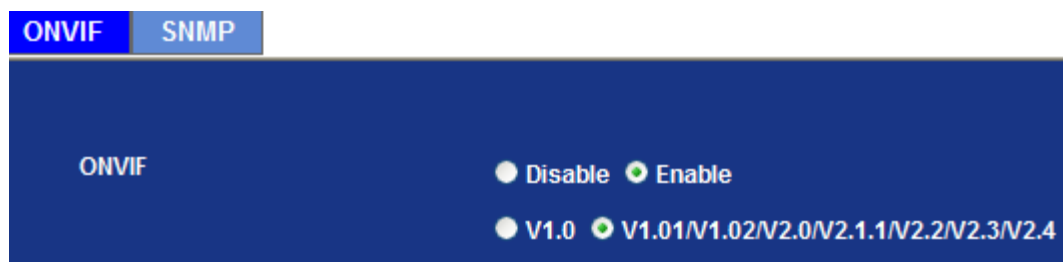 ONVIF SNMP
ONVIF Disable Enable
V1.0 V1.01/V1.02/V2.0/V2.1.1/V2.2/V2.3/V2.4